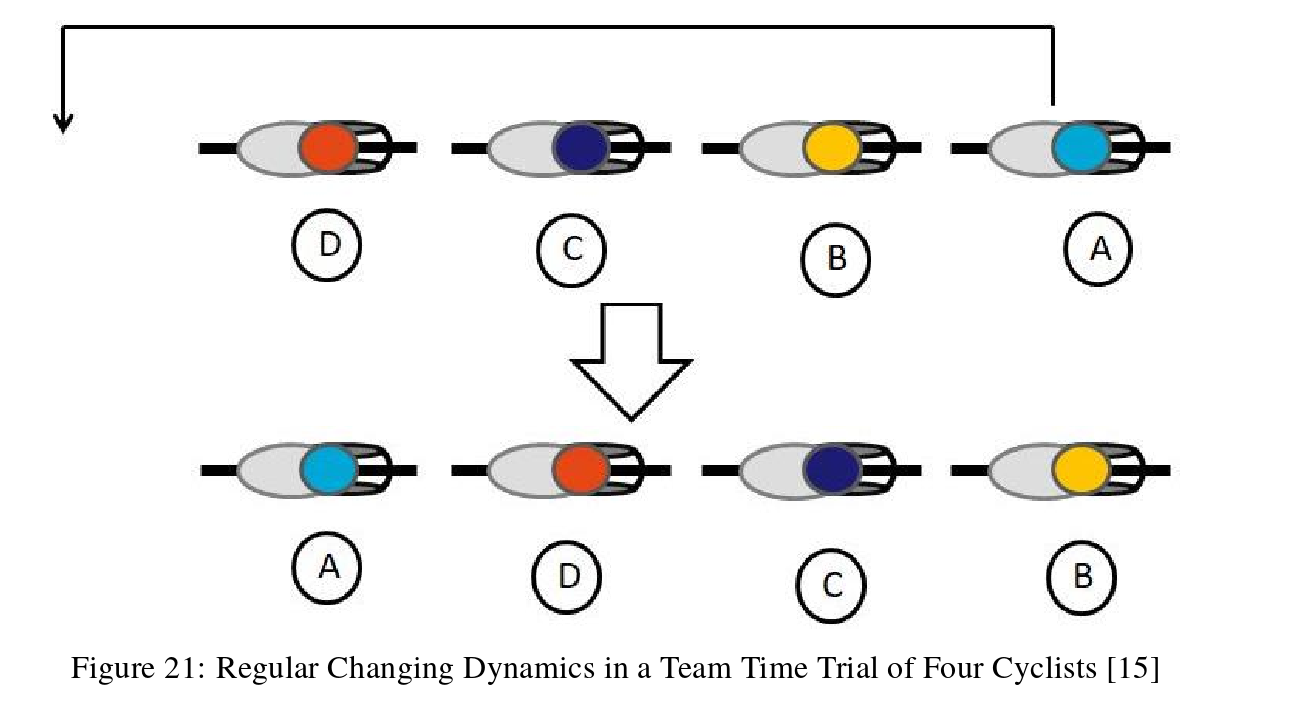 D C B A
A D C B
Figure 21: Regular Changing Dynamics in a Team Time Trial of Four Cyclists [15]